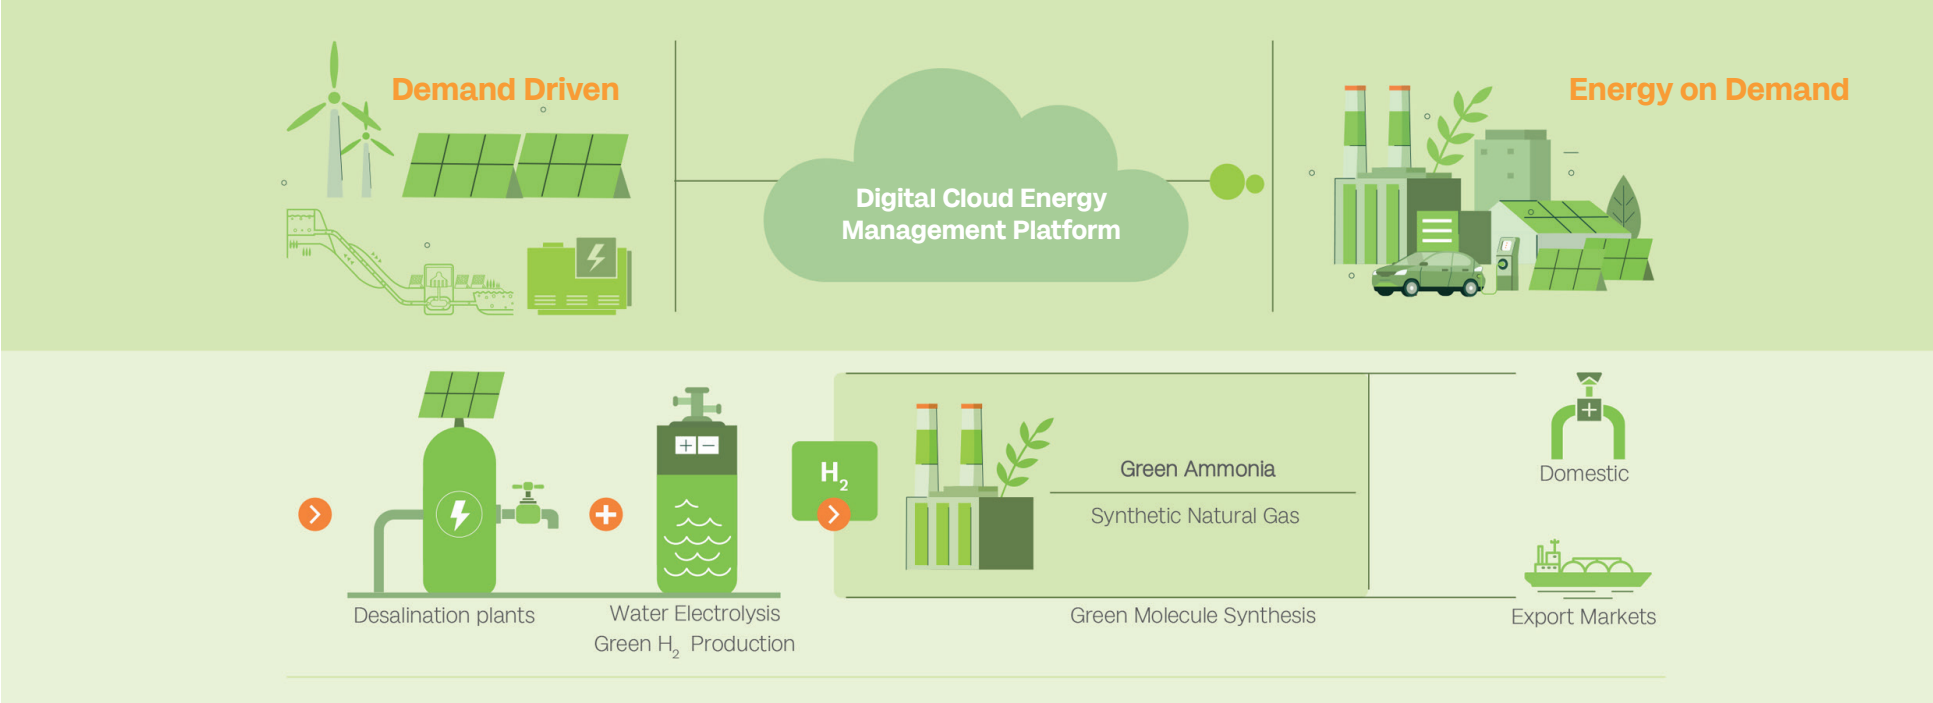 Demand Driven
Digital Cloud Energy
Management Platform
Energy on Demand
H₂
Green Ammonia
Synthetic Natural Gas
Domestic
Desalination plants
Water Electrolysis
Green H₂ Production
Green Molecule Synthesis
Export Markets